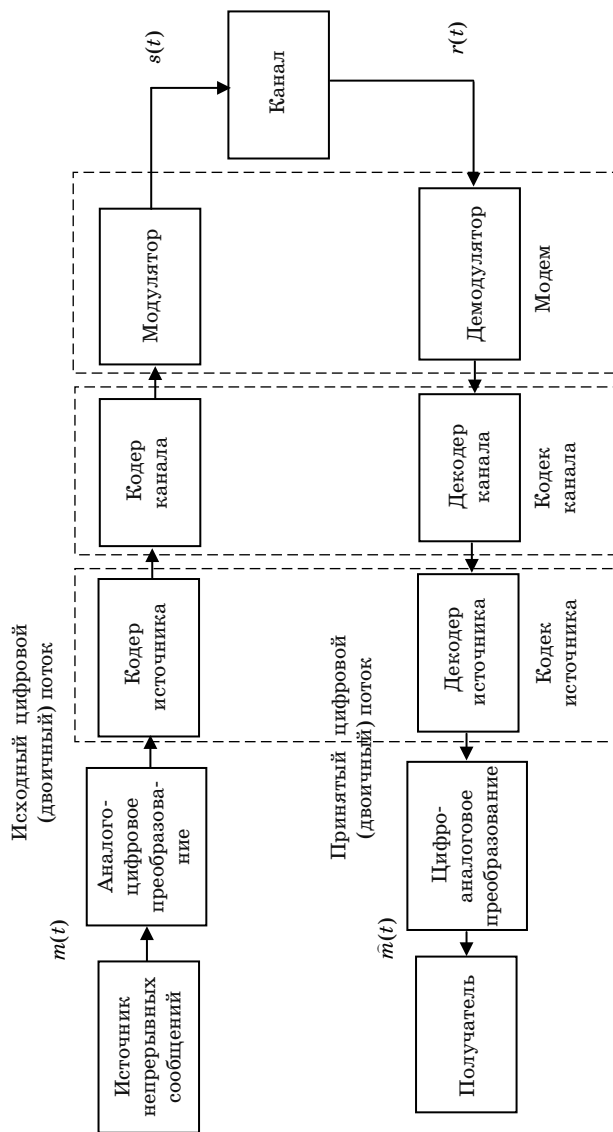 Исходный цифровой
(двоичный) поток
m(t)
s(t)
Источник
непрерывных
сообщений
Аналого-
цифровое
преобразова-
ние
Кодер
источника
Кодер
канала
Модулятор
Канал
Принятый цифровой
(двоичный) поток
m̂(t)
r(t)
Получатель
Цифро-
аналоговое
преобразование
Декодер
источника
Декодер
канала
Демодулятор
Кодек
источника
Кодек
канала
Модем